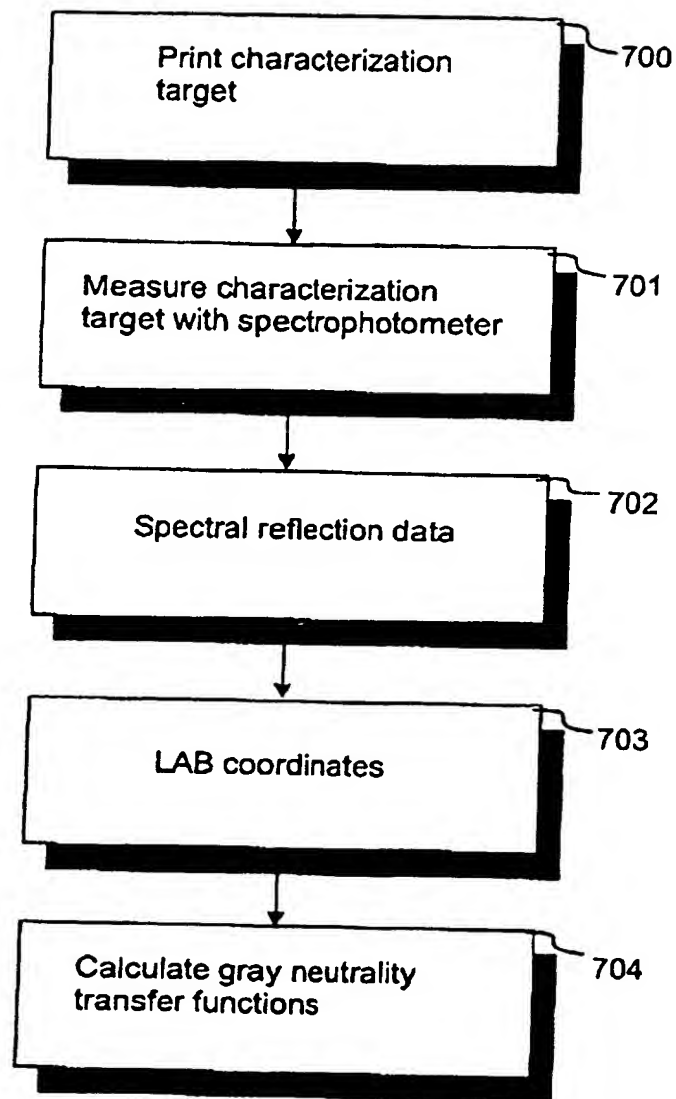 Print characterization
target
700
Measure characterization
target with spectrophotometer
701
Spectral reflection data
702
LAB coordinates
703
Calculate gray neutrality
transfer functions
704